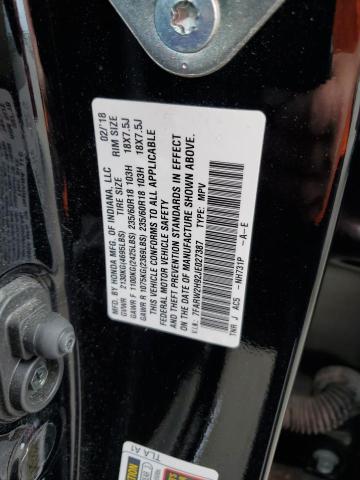 MFD. BY HONDA MFG. OF INDIANA, LLC 02/'18
TIRE SIZE RIM SIZE
GVWR 2130KG(4695LBS)
GAWR F 1100KG(2425LBS) 235/60R18 103H 18X7.5J
GAWR R 1075KG(2369LBS) 235/60R18 103H 18X7.5J
THIS VEHICLE CONFORMS TO ALL APPLICABLE
FEDERAL MOTOR VEHICLE SAFETY
AND THEFT PREVENTION STANDARDS IN EFFECT
ON THE DATE OF MANUFACTURE SHOWN ABOVE.
TYPE: MPV
TNR J AC5 -NH731P -A -E
TLA A1